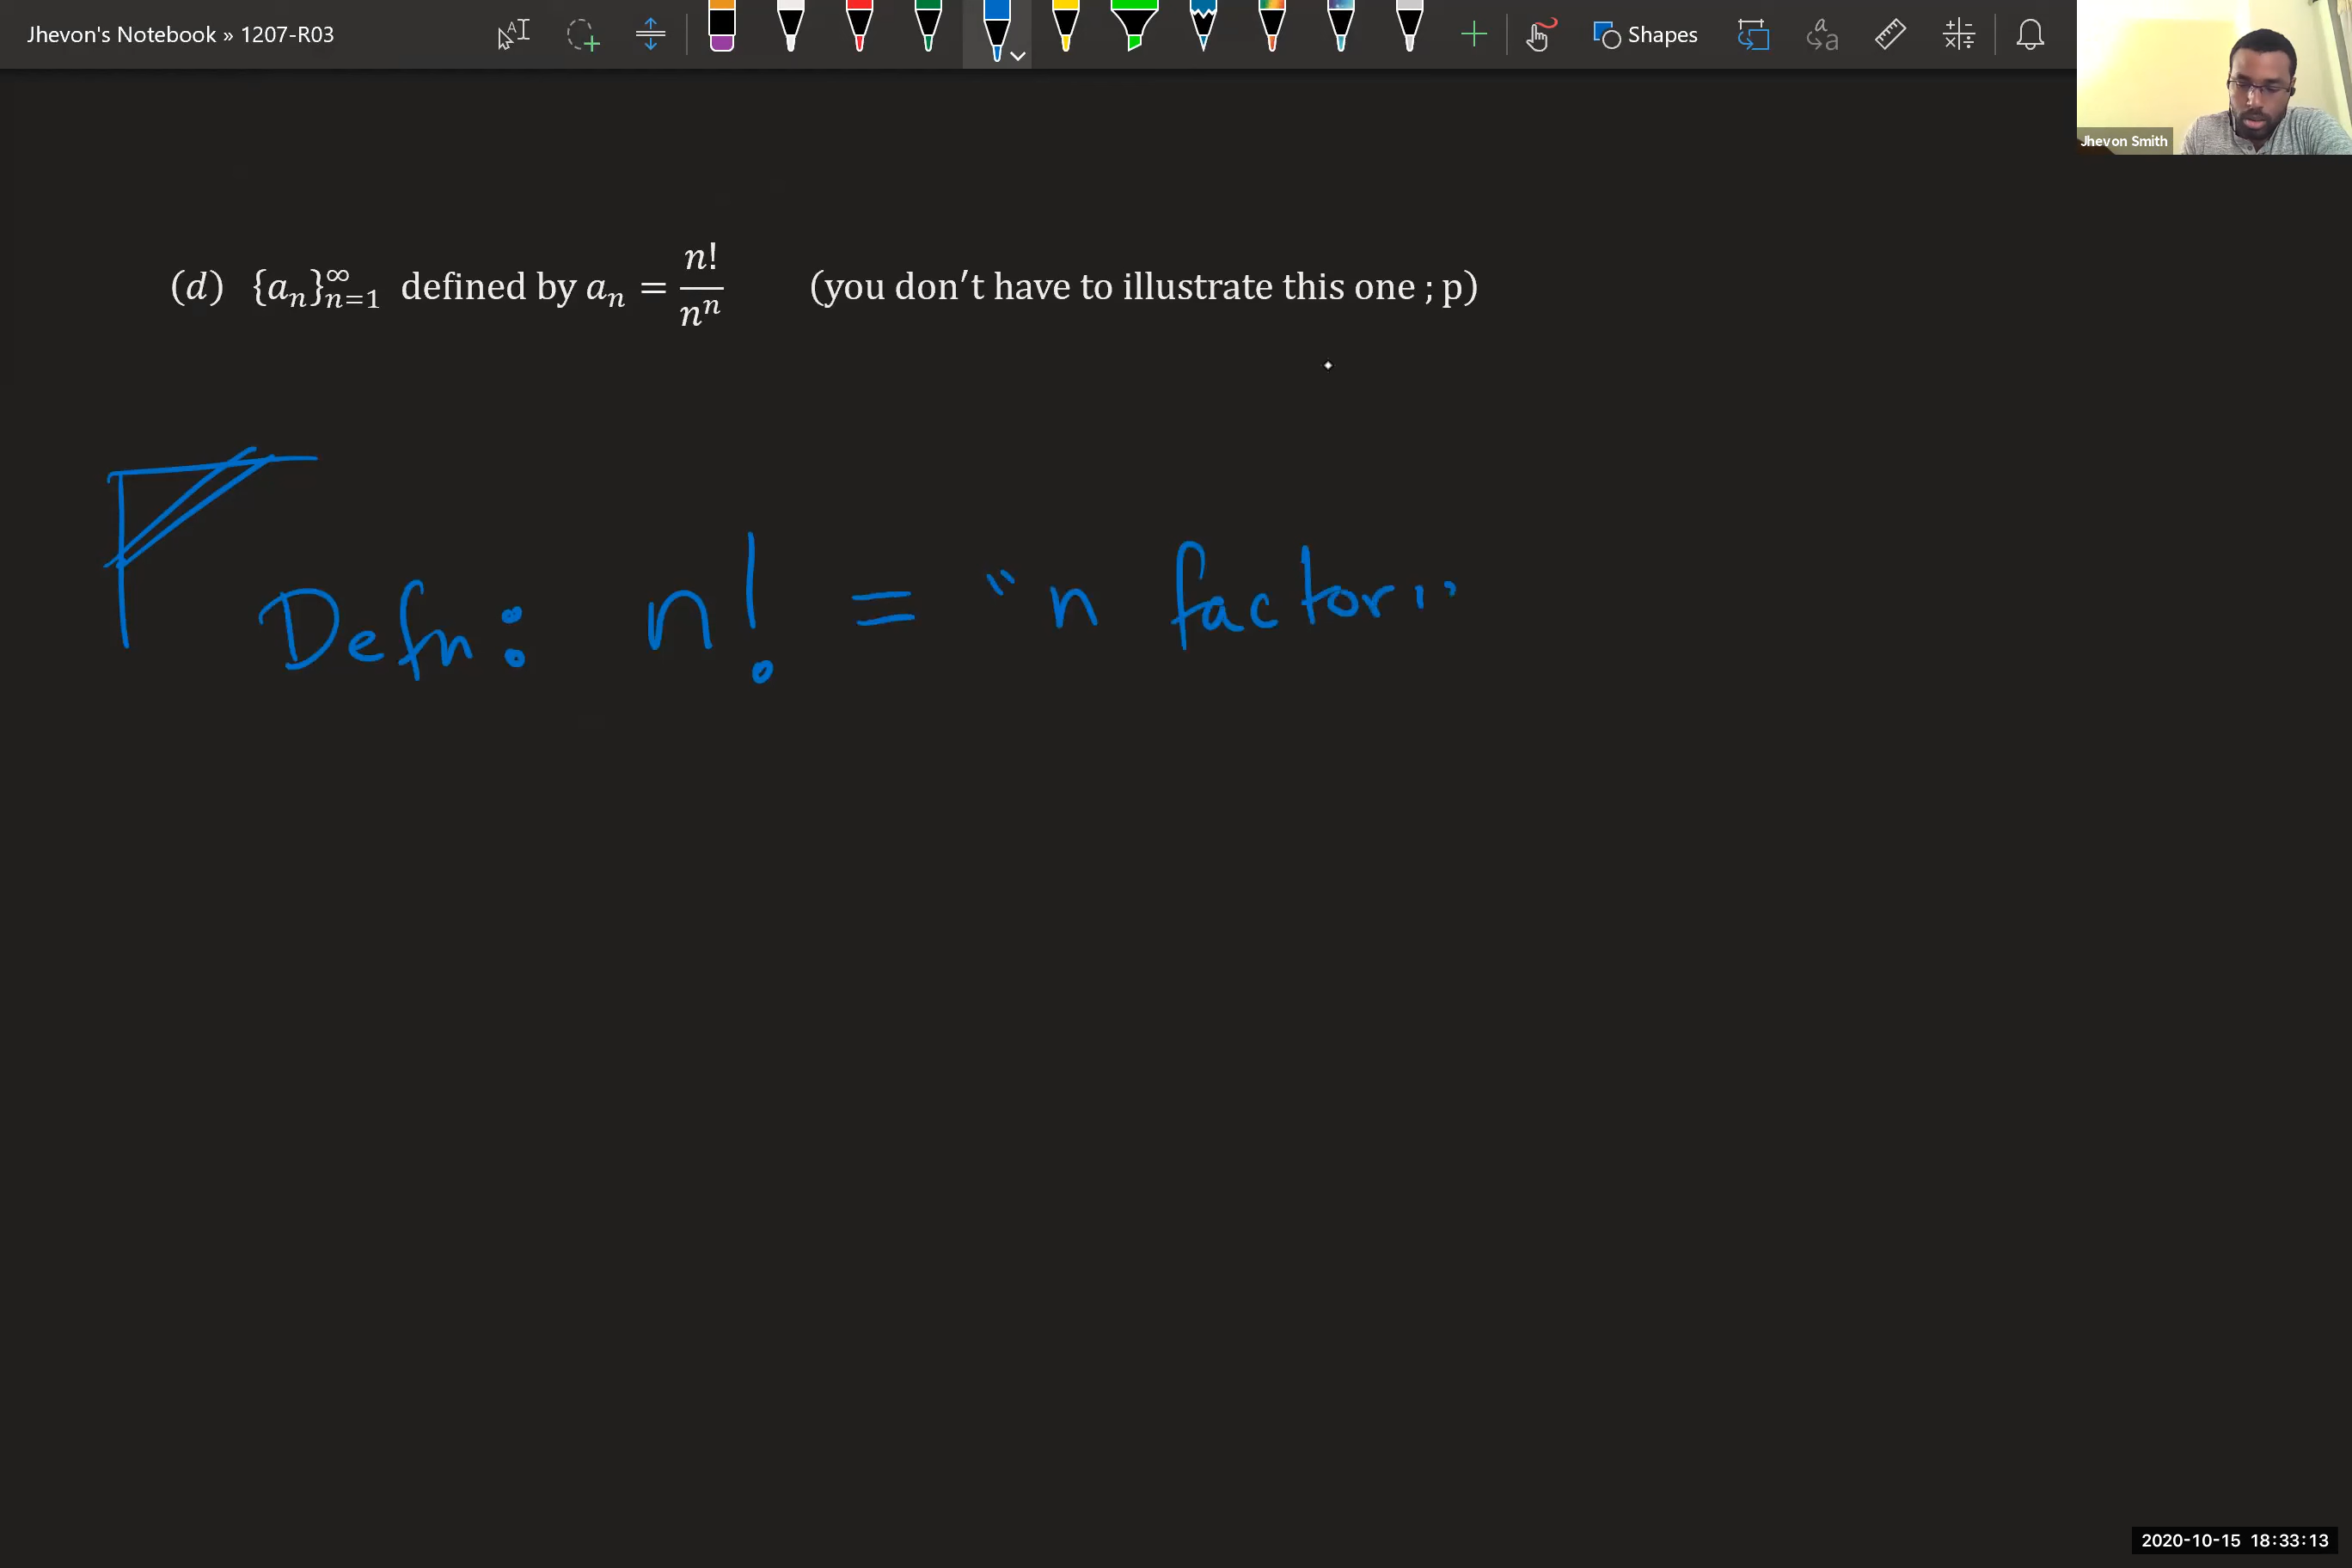 Jhevon's Notebook » 1207-R03
Shapes
Jhevon Smith
(d) {aₙ}∞ₙ₌₁ defined by aₙ = n!/nⁿ (you don't have to illustrate this one ; p)
Defn: n! = "n factori"
2020-10-15 18:33:13